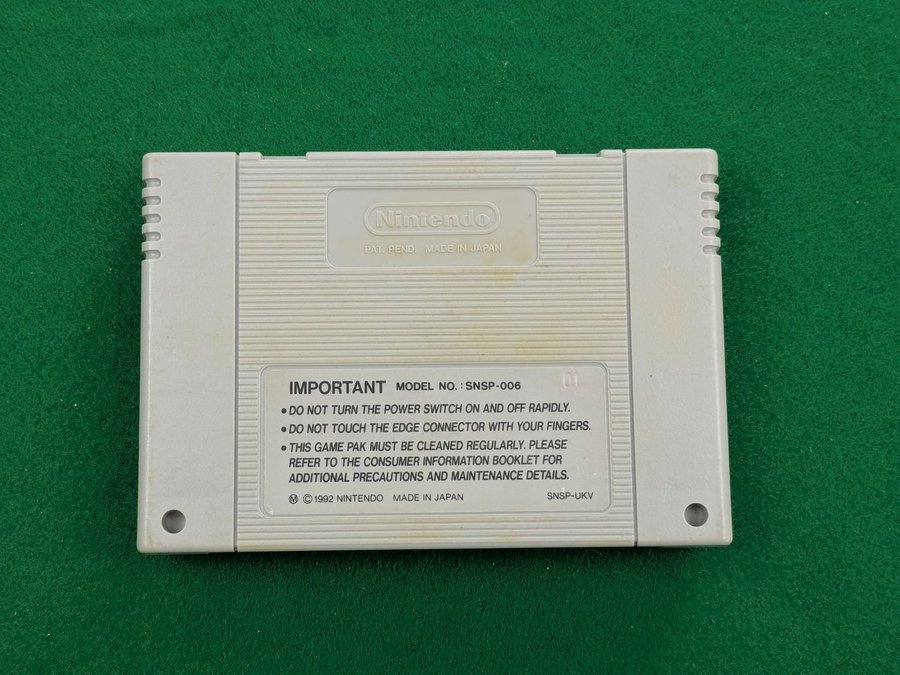 Nintendo
PAT. PEND. MADE IN JAPAN
IMPORTANT MODEL NO. : SNSP-006
• DO NOT TURN THE POWER SWITCH ON AND OFF RAPIDLY.
• DO NOT TOUCH THE EDGE CONNECTOR WITH YOUR FINGERS.
• THIS GAME PAK MUST BE CLEANED REGULARLY. PLEASE
REFER TO THE CONSUMER INFORMATION BOOKLET FOR
ADDITIONAL PRECAUTIONS AND MAINTENANCE DETAILS.
Ⓜ © 1992 NINTENDO MADE IN JAPAN SNSP-UKV